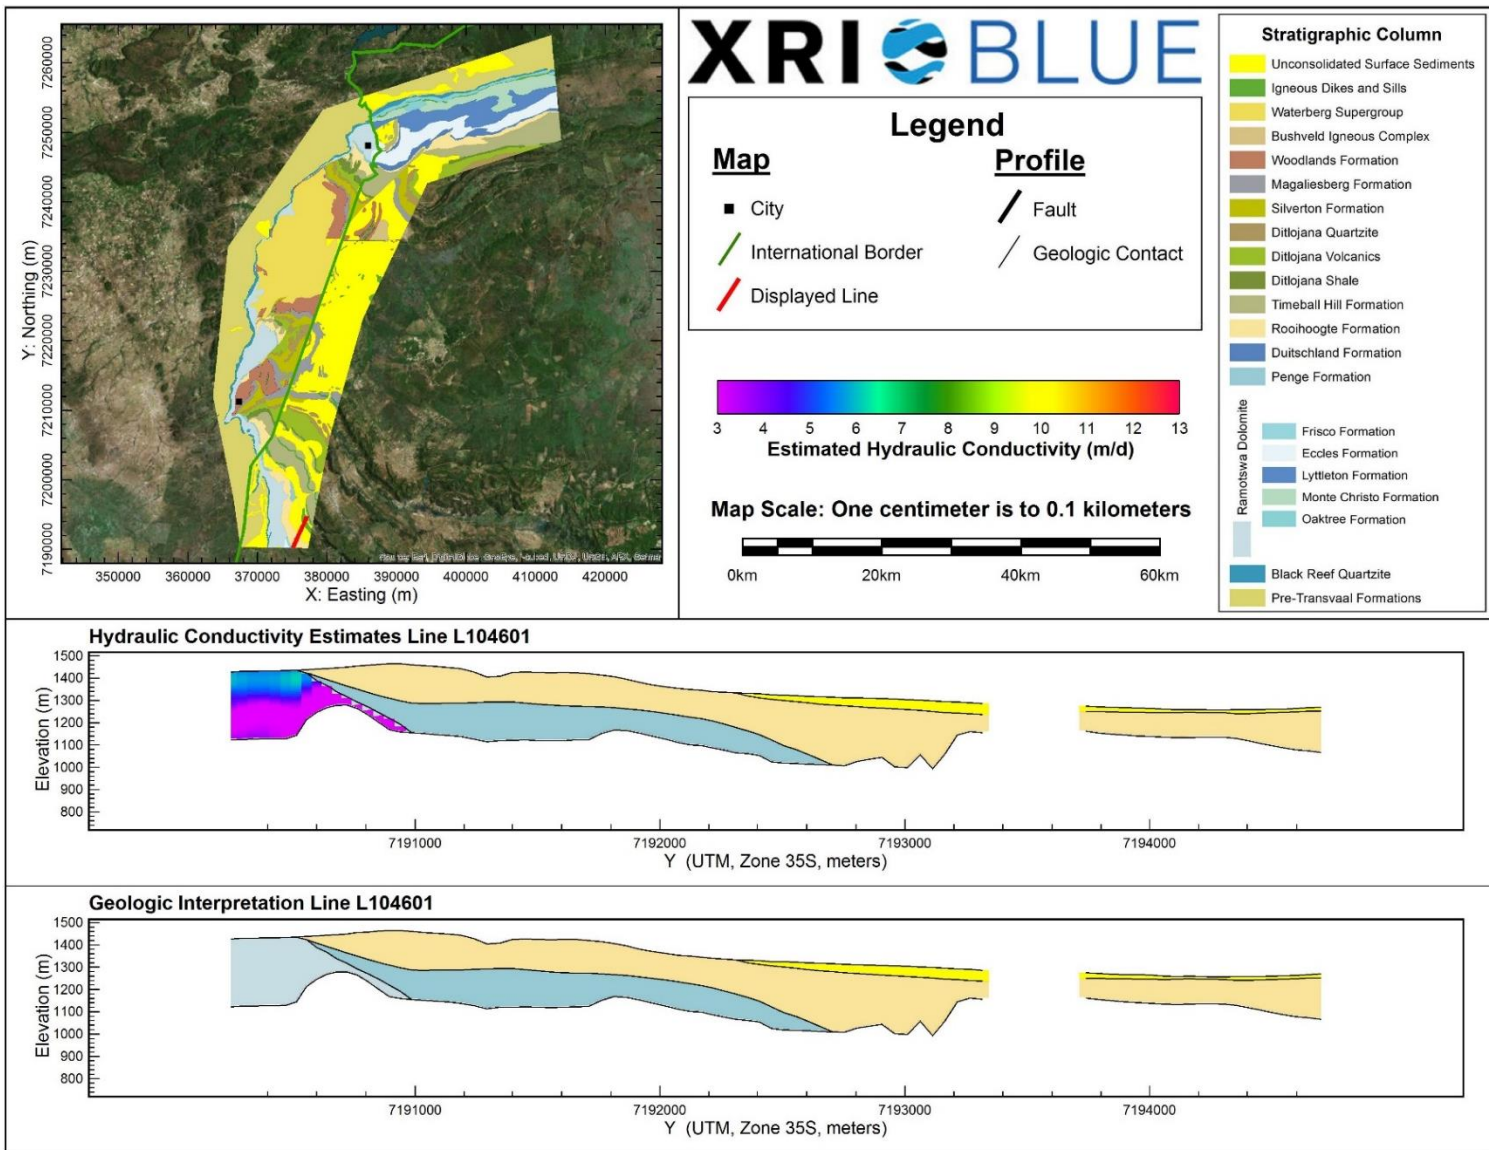 7260000
7250000
7240000
7230000
7220000
7210000
7200000
7190000
Y: Northing (m)
350000 360000 370000 380000 390000 400000 410000 420000
X: Easting (m)
XRI BLUE
Legend
Map
City
International Border
Displayed Line
Profile
Fault
Geologic Contact
3 4 5 6 7 8 9 10 11 12 13
Estimated Hydraulic Conductivity (m/d)
Map Scale: One centimeter is to 0.1 kilometers
0km 20km 40km 60km
Stratigraphic Column
Unconsolidated Surface Sediments
Igneous Dikes and Sills
Waterberg Supergroup
Bushveld Igneous Complex
Woodlands Formation
Magaliesberg Formation
Silverton Formation
Ditlojana Quartzite
Ditlojana Volcanics
Ditlojana Shale
Timeball Hill Formation
Rooihoogte Formation
Duitschland Formation
Penge Formation
Ramotswa Dolomite
Frisco Formation
Eccles Formation
Lyttleton Formation
Monte Christo Formation
Oaktree Formation
Black Reef Quartzite
Pre-Transvaal Formations
Hydraulic Conductivity Estimates Line L104601
Elevation (m)
1500
1400
1300
1200
1100
1000
900
800
7191000 7192000 7193000 7194000
Y (UTM, Zone 35S, meters)
Geologic Interpretation Line L104601
Elevation (m)
1500
1400
1300
1200
1100
1000
900
800
7191000 7192000 7193000 7194000
Y (UTM, Zone 35S, meters)